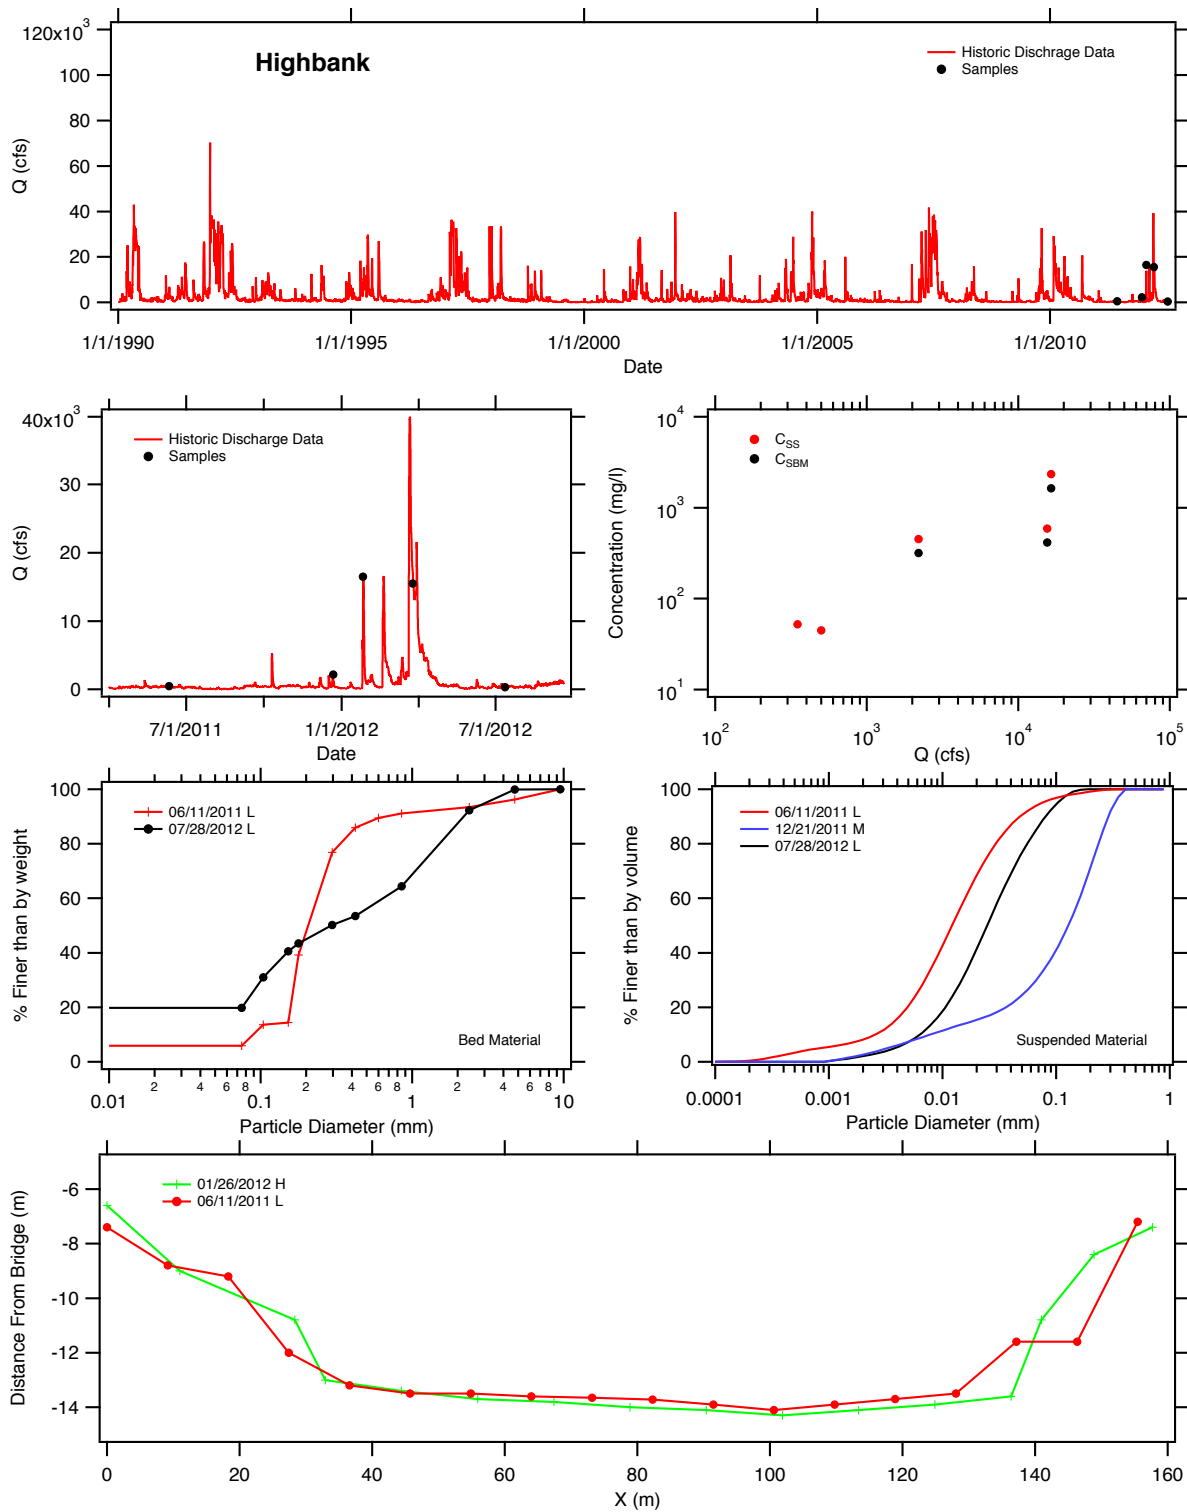 120x10³
100
80
60
40
20
0
Q (cfs)
Highbank
Historic Dischrage Data
Samples
1/1/1990
1/1/1995
1/1/2000
1/1/2005
1/1/2010
Date
40x10³
30
20
10
0
Q (cfs)
Historic Discharge Data
Samples
7/1/2011
1/1/2012
7/1/2012
Date
10⁴
10³
10²
10¹
Concentration (mg/l)
C_SS
C_SBM
10²
10³
10⁴
10⁵
Q (cfs)
100
80
60
40
20
0
% Finer than by weight
06/11/2011 L
07/28/2012 L
Bed Material
0.01
2
4
6
8
0.1
2
4
6
8
1
2
4
6
8
10
Particle Diameter (mm)
100
80
60
40
20
0
% Finer than by volume
06/11/2011 L
12/21/2011 M
07/28/2012 L
Suspended Material
0.0001
0.001
0.01
0.1
1
Particle Diameter (mm)
-6
-8
-10
-12
-14
Distance From Bridge (m)
01/26/2012 H
06/11/2011 L
0
20
40
60
80
100
120
140
160
X (m)